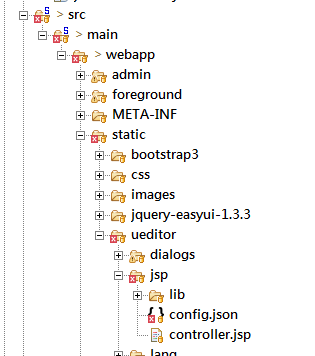 > src
> main
> webapp
admin
foreground
META-INF
static
bootstrap3
css
images
jquery-easyui-1.3.3
ueditor
dialogs
jsp
lib
config.json
controller.jsp
lang